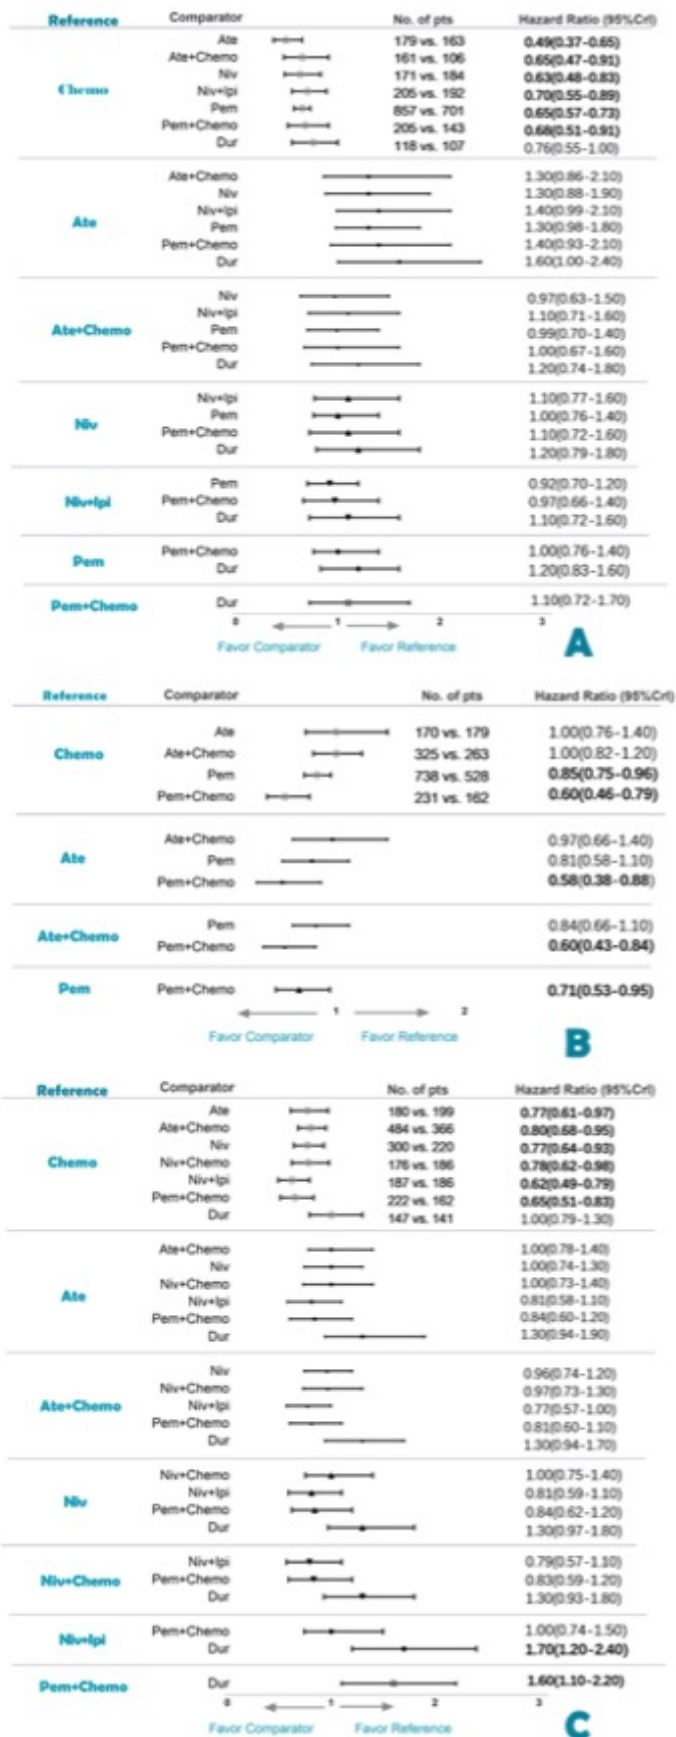 Reference Comparator No. of pts Hazard Ratio (95%CrI)
Chemo
Ate 179 vs. 163 0.49(0.37-0.65)
Ate+Chemo 161 vs. 106 0.65(0.47-0.91)
Niv 171 vs. 184 0.63(0.48-0.83)
Niv+Ipi 205 vs. 192 0.70(0.55-0.89)
Pem 857 vs. 701 0.65(0.57-0.73)
Pem+Chemo 205 vs. 143 0.68(0.51-0.91)
Dur 118 vs. 107 0.76(0.55-1.00)
Ate
Ate+Chemo 1.30(0.86-2.10)
Niv 1.30(0.88-1.90)
Niv+Ipi 1.40(0.99-2.10)
Pem 1.30(0.98-1.80)
Pem+Chemo 1.40(0.93-2.10)
Dur 1.60(1.00-2.40)
Ate+Chemo
Niv 0.97(0.63-1.50)
Niv+Ipi 1.10(0.71-1.60)
Pem 0.99(0.70-1.40)
Pem+Chemo 1.00(0.67-1.60)
Dur 1.20(0.74-1.80)
Niv
Niv+Ipi 1.10(0.77-1.60)
Pem 1.00(0.76-1.40)
Pem+Chemo 1.10(0.72-1.60)
Dur 1.20(0.79-1.80)
Niv+Ipi
Pem 0.92(0.70-1.20)
Pem+Chemo 0.97(0.66-1.40)
Dur 1.10(0.72-1.60)
Pem
Pem+Chemo 1.00(0.76-1.40)
Dur 1.20(0.83-1.60)
Pem+Chemo Dur 1.10(0.72-1.70)
0 1 2 3
Favor Comparator Favor Reference A
Reference Comparator No. of pts Hazard Ratio (95%CrI)
Chemo
Ate 170 vs. 179 1.00(0.76-1.40)
Ate+Chemo 325 vs. 263 1.00(0.82-1.20)
Pem 738 vs. 528 0.85(0.75-0.96)
Pem+Chemo 231 vs. 162 0.60(0.46-0.79)
Ate
Ate+Chemo 0.97(0.66-1.40)
Pem 0.81(0.58-1.10)
Pem+Chemo 0.58(0.38-0.88)
Ate+Chemo
Pem 0.84(0.66-1.10)
Pem+Chemo 0.60(0.43-0.84)
Pem Pem+Chemo 0.71(0.53-0.95)
1 2
Favor Comparator Favor Reference B
Reference Comparator No. of pts Hazard Ratio (95%CrI)
Chemo
Ate 180 vs. 199 0.77(0.61-0.97)
Ate+Chemo 484 vs. 366 0.80(0.68-0.95)
Niv 300 vs. 220 0.77(0.64-0.93)
Niv+Chemo 176 vs. 186 0.78(0.62-0.98)
Niv+Ipi 187 vs. 186 0.62(0.49-0.79)
Pem+Chemo 222 vs. 162 0.65(0.51-0.83)
Dur 147 vs. 141 1.00(0.79-1.30)
Ate
Ate+Chemo 1.00(0.78-1.40)
Niv 1.00(0.74-1.30)
Niv+Chemo 1.00(0.73-1.40)
Niv+Ipi 0.81(0.58-1.10)
Pem+Chemo 0.84(0.60-1.20)
Dur 1.30(0.94-1.90)
Ate+Chemo
Niv 0.96(0.74-1.20)
Niv+Chemo 0.97(0.73-1.30)
Niv+Ipi 0.77(0.57-1.00)
Pem+Chemo 0.81(0.60-1.10)
Dur 1.30(0.94-1.70)
Niv
Niv+Chemo 1.00(0.75-1.40)
Niv+Ipi 0.81(0.59-1.10)
Pem+Chemo 0.84(0.62-1.20)
Dur 1.30(0.97-1.80)
Niv+Chemo
Niv+Ipi 0.79(0.57-1.10)
Pem+Chemo 0.83(0.59-1.20)
Dur 1.30(0.93-1.80)
Niv+Ipi
Pem+Chemo 1.00(0.74-1.50)
Dur 1.70(1.20-2.40)
Pem+Chemo Dur 1.60(1.10-2.20)
0 1 2 3
Favor Comparator Favor Reference C